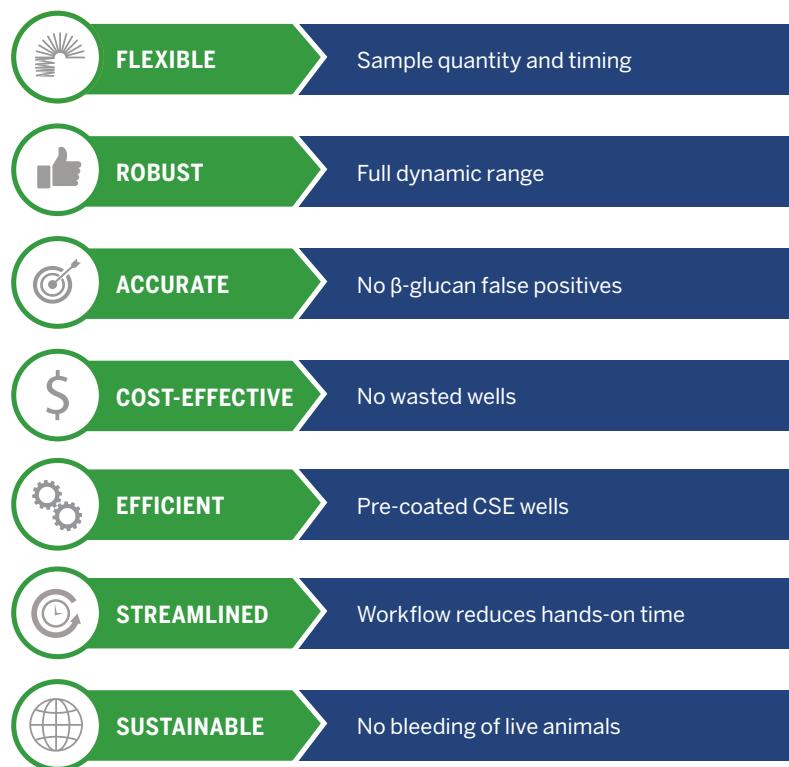 FLEXIBLE Sample quantity and timing
ROBUST Full dynamic range
ACCURATE No β-glucan false positives
COST-EFFECTIVE No wasted wells
EFFICIENT Pre-coated CSE wells
STREAMLINED Workflow reduces hands-on time
SUSTAINABLE No bleeding of live animals